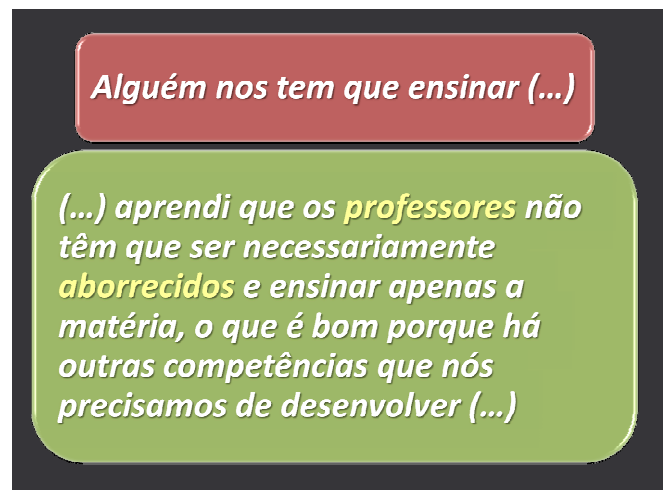 Alguém nos tem que ensinar (…)
(…) aprendi que os professores não
têm que ser necessariamente
aborrecidos e ensinar apenas a
matéria, o que é bom porque há
outras competências que nós
precisamos de desenvolver (…)